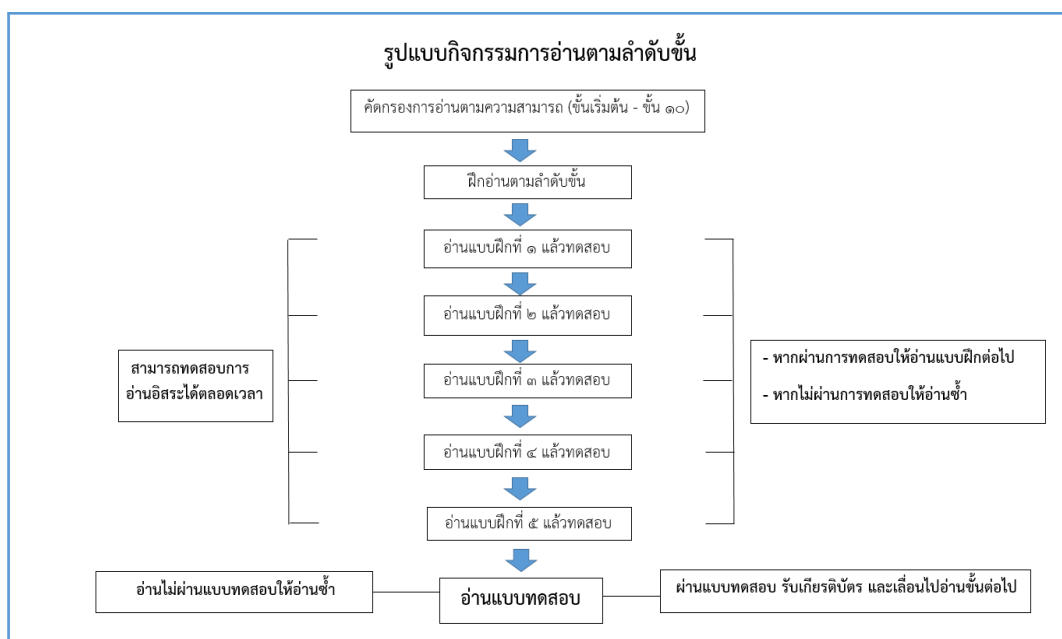 รูปแบบกิจกรรมการอ่านตามลำดับขั้น
คัดกรองการอ่านตามความสามารถ (ขั้นเริ่มต้น - ขั้น ๑๐)
ฝึกอ่านตามลำดับขั้น
อ่านแบบฝึกที่ ๑ แล้วทดสอบ
อ่านแบบฝึกที่ ๒ แล้วทดสอบ
สามารถทดสอบการ
อ่านอิสระได้ตลอดเวลา
อ่านแบบฝึกที่ ๓ แล้วทดสอบ
- หากผ่านการทดสอบให้อ่านแบบฝึกต่อไป
- หากไม่ผ่านการทดสอบให้อ่านซ้ำ
อ่านแบบฝึกที่ ๔ แล้วทดสอบ
อ่านแบบฝึกที่ ๕ แล้วทดสอบ
อ่านไม่ผ่านแบบทดสอบให้อ่านซ้ำ
อ่านแบบทดสอบ
ผ่านแบบทดสอบ รับเกียรติบัตร และเลื่อนไปอ่านขั้นต่อไป